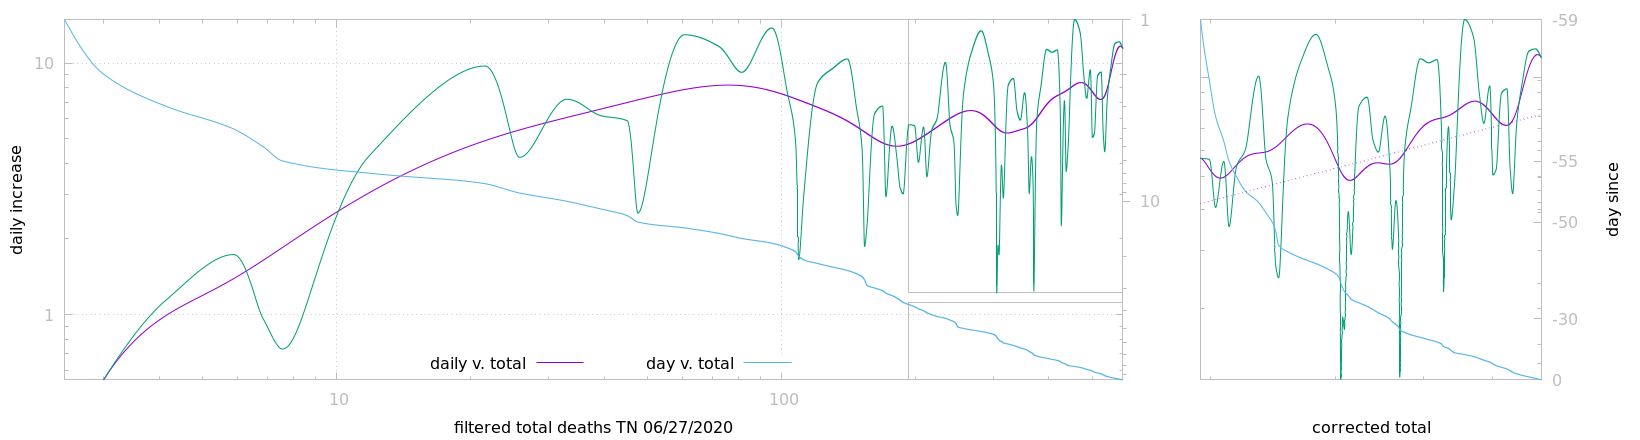 1
-59
10
10
-55
-50
daily increase
day since
1
-30
daily v. total
day v. total
0
10
100
filtered total deaths TN 06/27/2020
corrected total